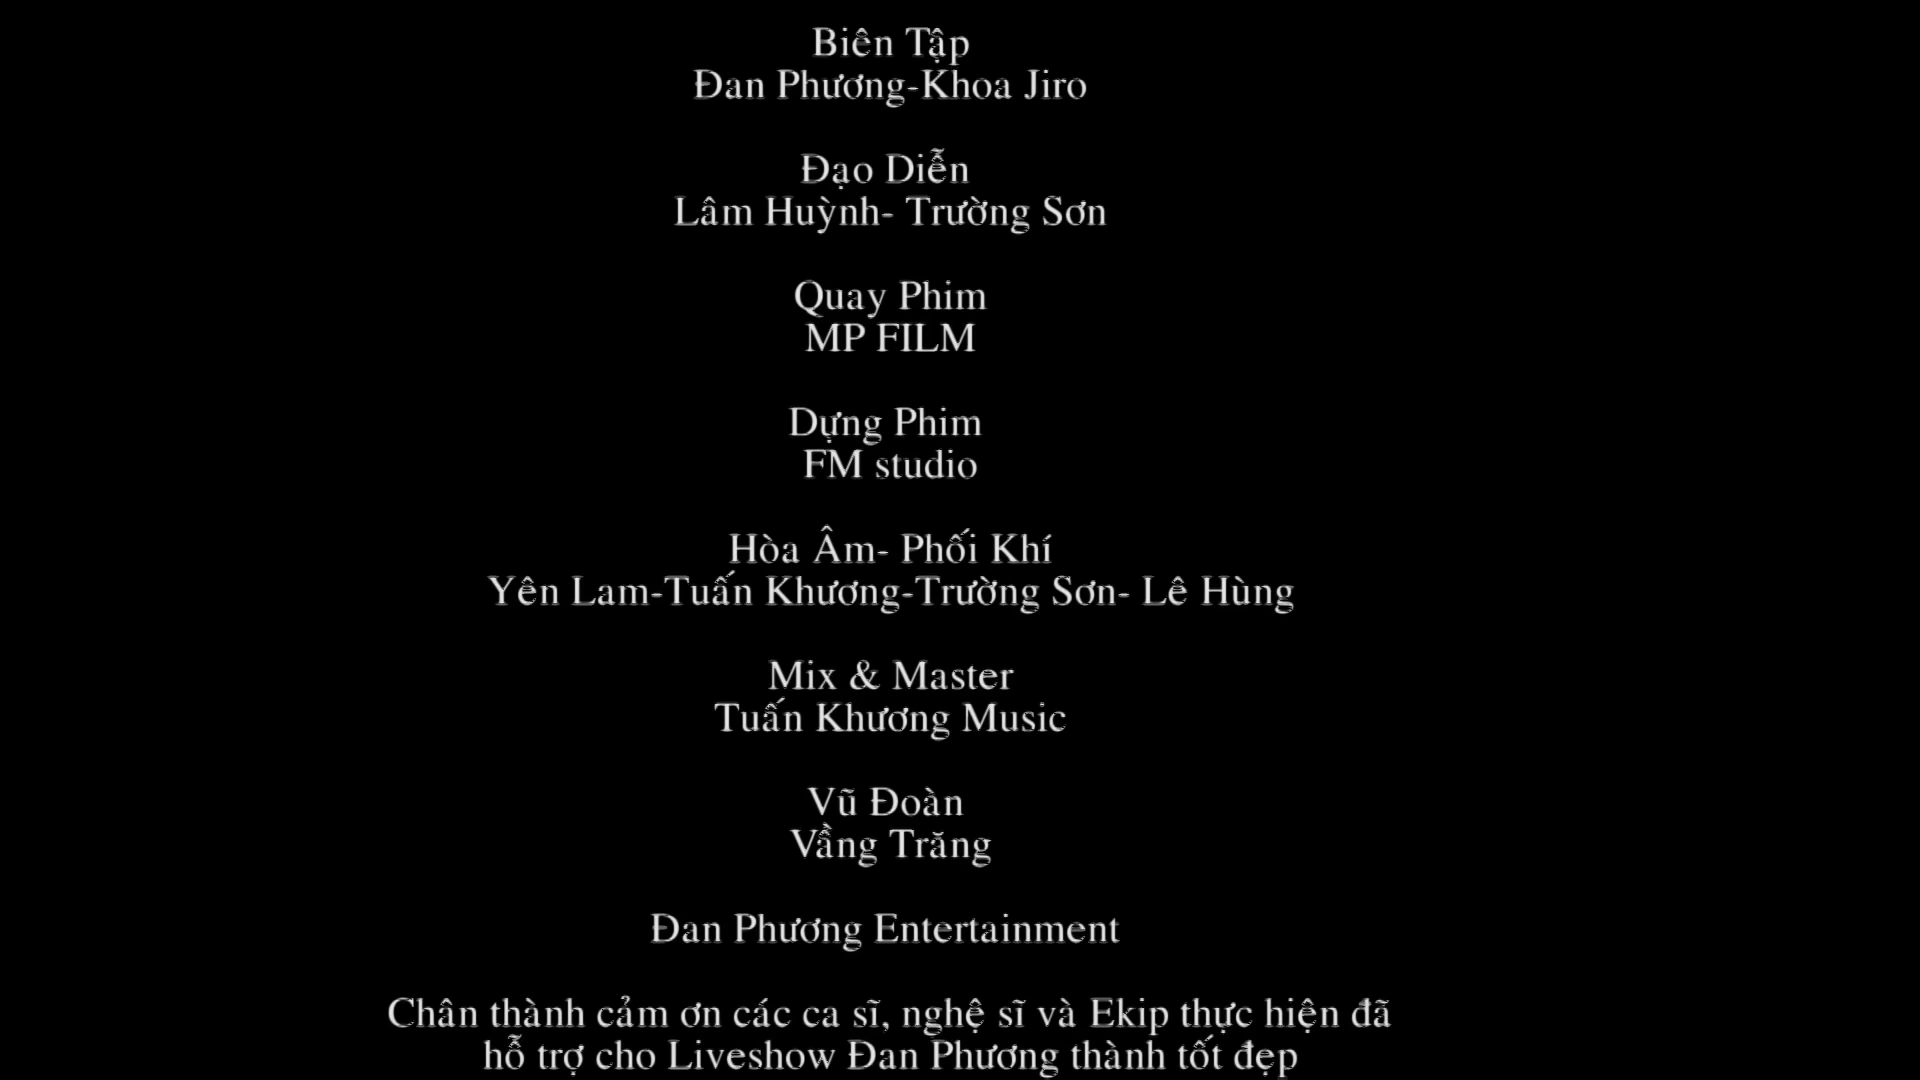 Biên Tập
Đan Phương-Khoa Jiro
Đạo Diễn
Lâm Huỳnh- Trường Sơn
Quay Phim
MP FILM
Dựng Phim
FM studio
Hòa Âm- Phối Khí
Yên Lam-Tuấn Khương-Trường Sơn- Lê Hùng
Mix & Master
Tuấn Khương Music
Vũ Đoàn
Vầng Trăng
Đan Phương Entertainment
Chân thành cảm ơn các ca sĩ, nghệ sĩ và Ekip thực hiện đã
hỗ trợ cho Liveshow Đan Phương thành tốt đẹp